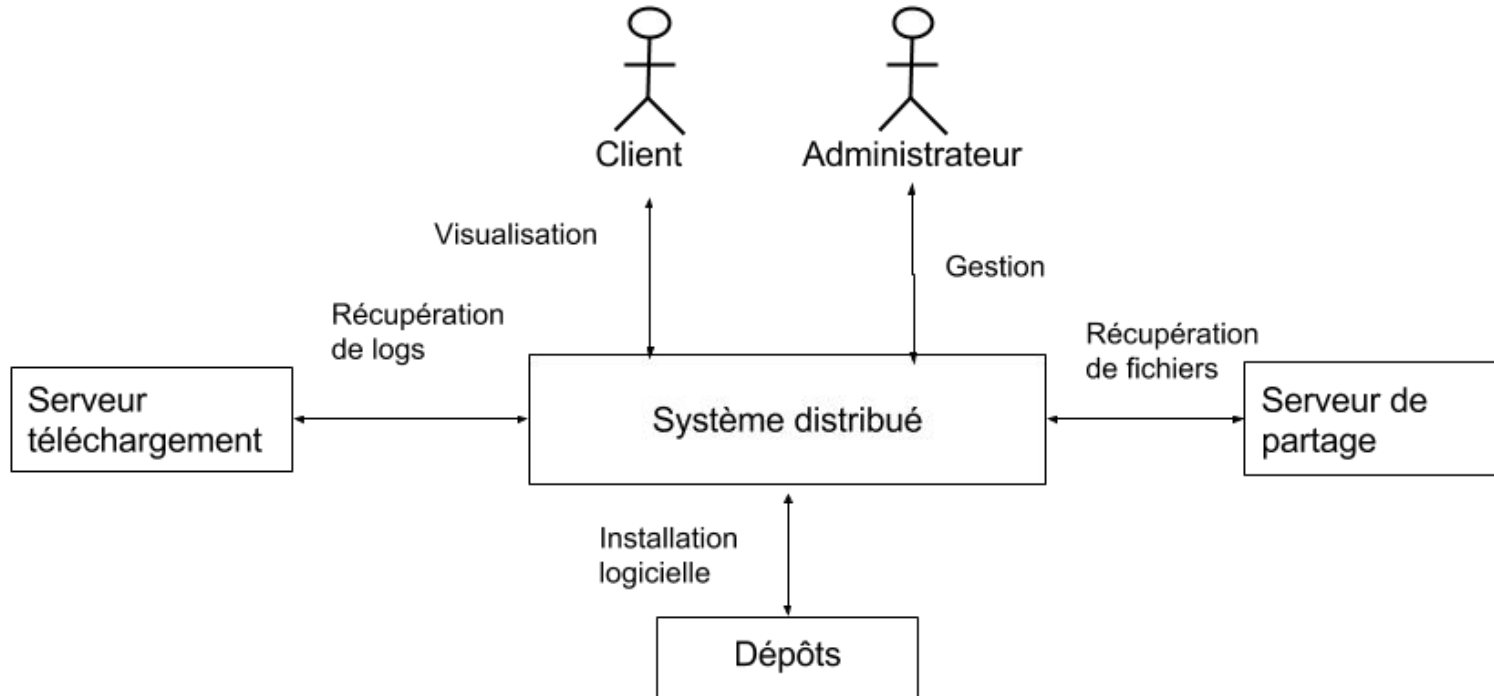 Client
Administrateur
Visualisation
Gestion
Récupération
de logs
Récupération
de fichiers
Serveur
téléchargement
Système distribué
Serveur de
partage
Installation
logicielle
Dépôts